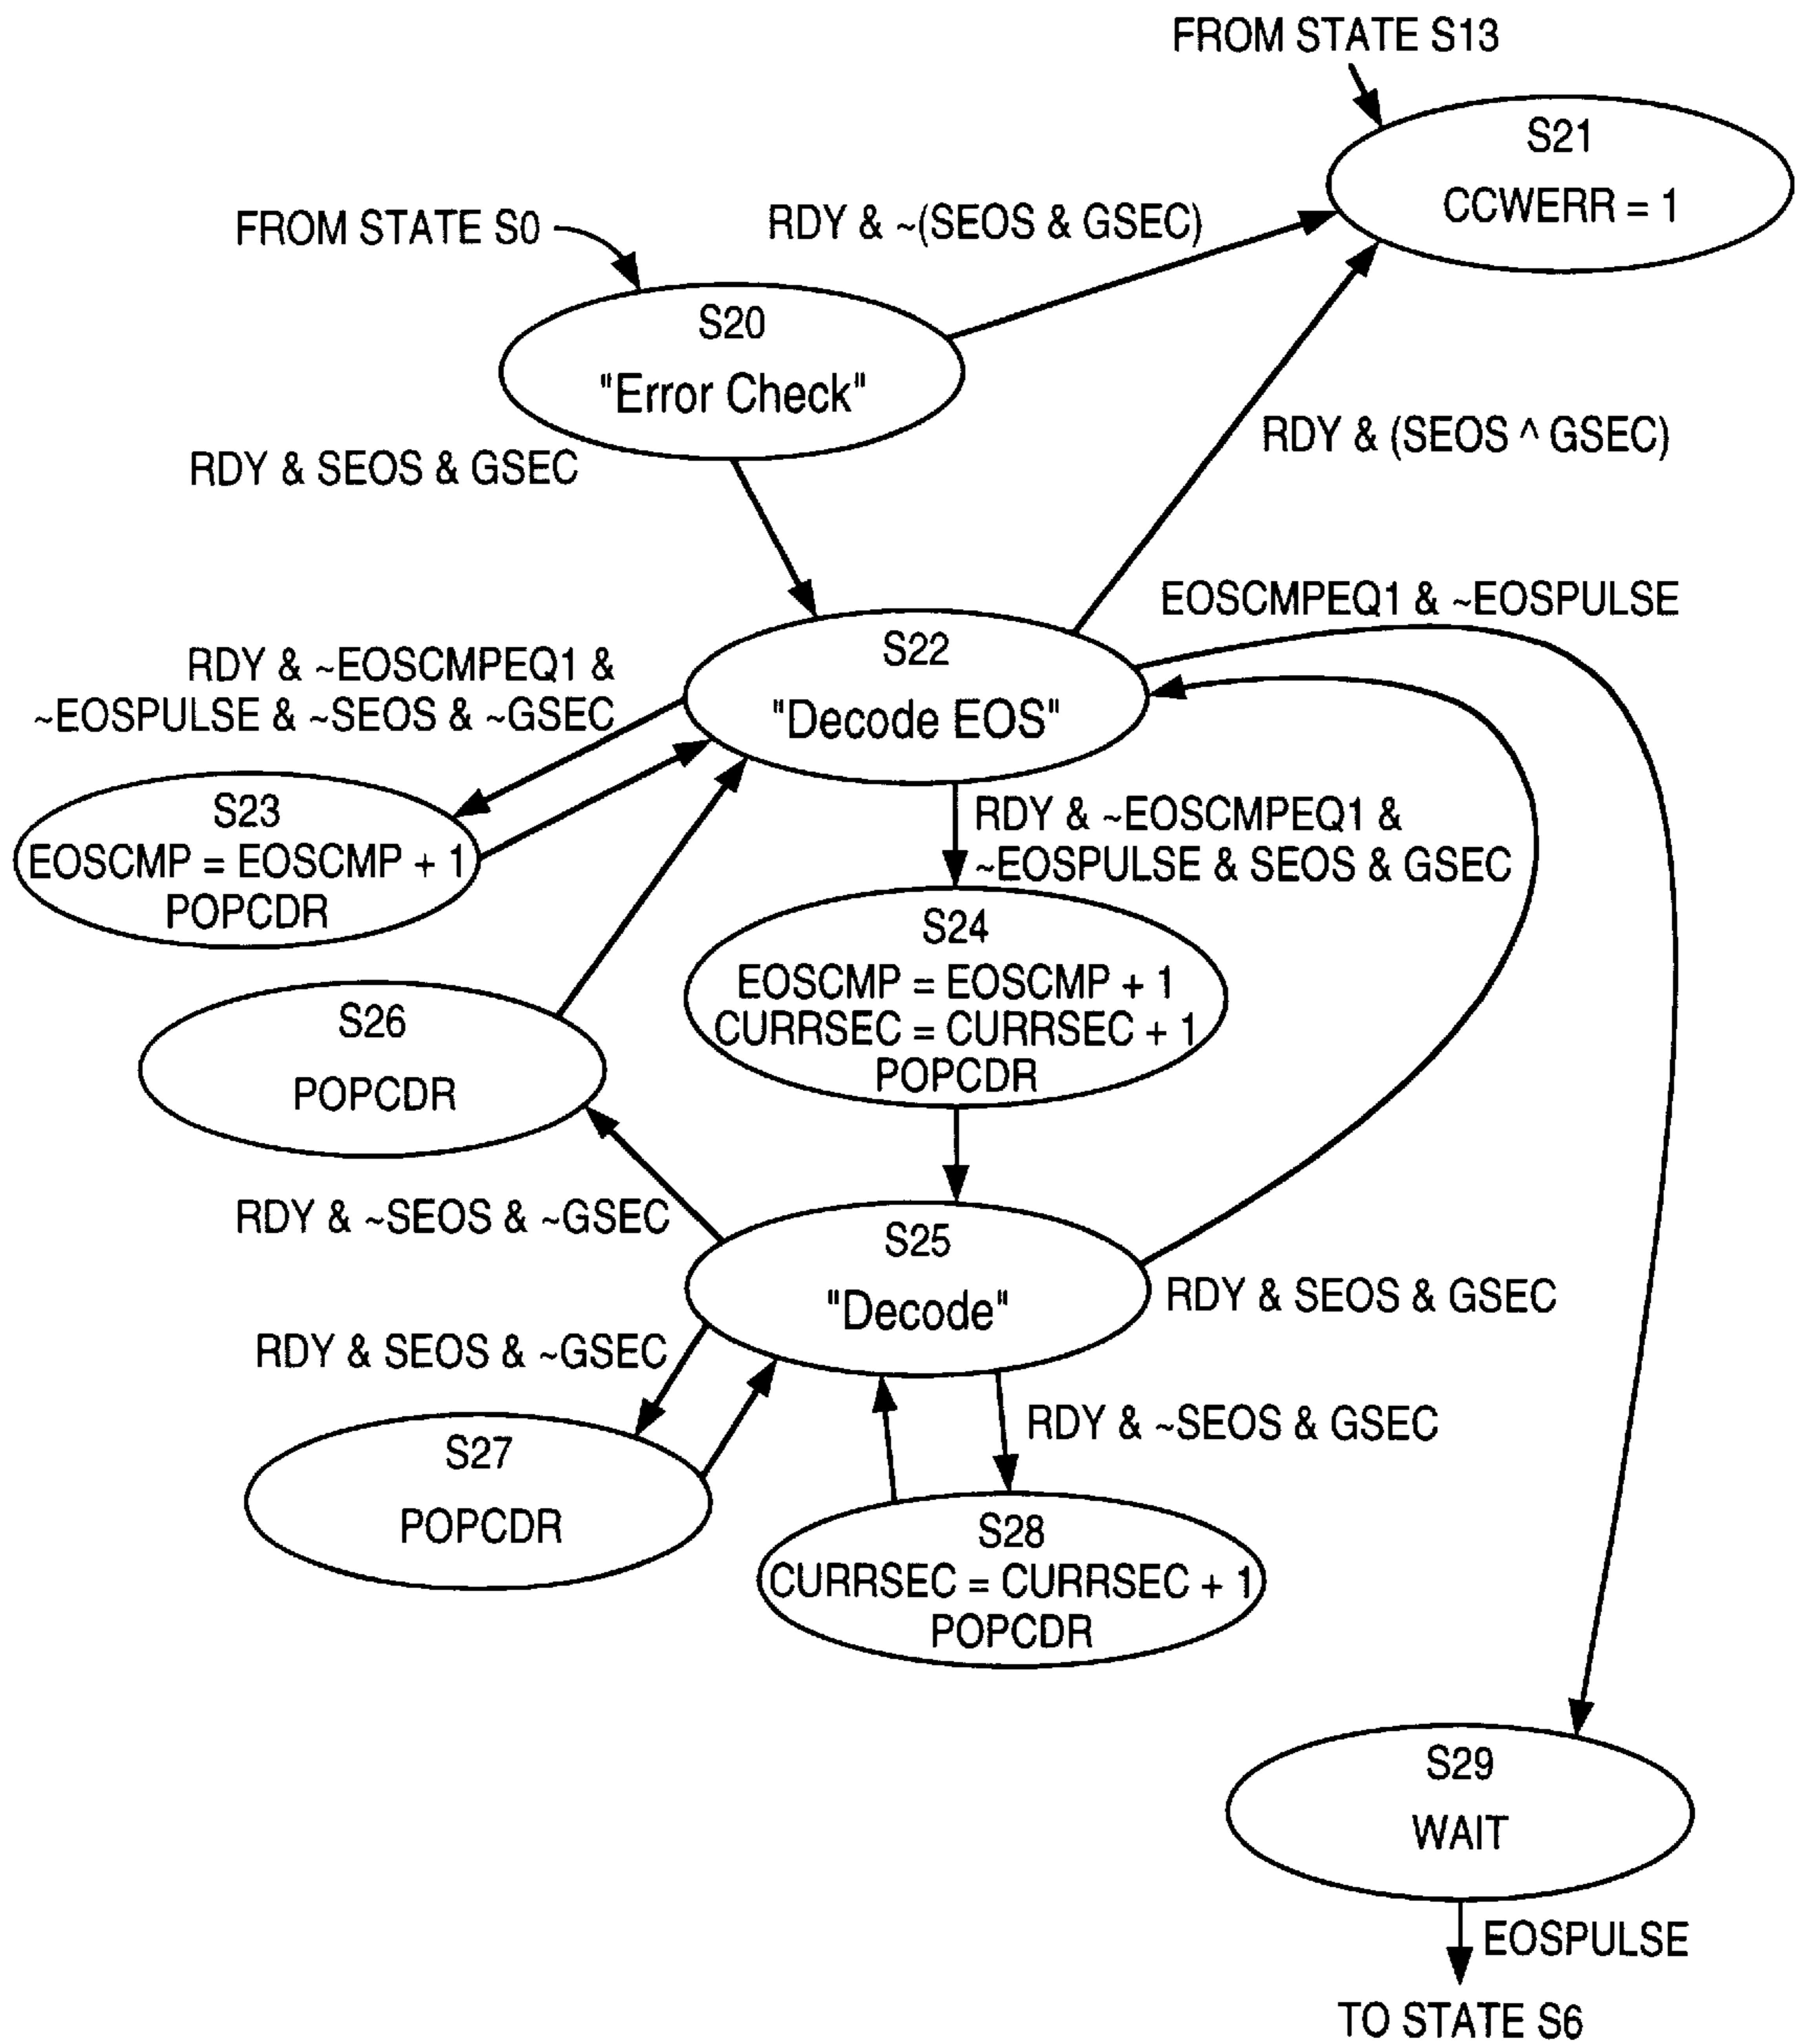 FROM STATE S13
S21
CCWERR = 1
FROM STATE S0
RDY & ~(SEOS & GSEC)
S20
"Error Check"
RDY & (SEOS ^ GSEC)
RDY & SEOS & GSEC
EOSCMPEQ1 & ~EOSPULSE
S22
"Decode EOS"
RDY & ~EOSCMPEQ1 &
~EOSPULSE & ~SEOS & ~GSEC
S23
EOSCMP = EOSCMP + 1
POPCDR
RDY & ~EOSCMPEQ1 &
~EOSPULSE & SEOS & GSEC
S24
EOSCMP = EOSCMP + 1
CURRSEC = CURRSEC + 1
POPCDR
S26
POPCDR
RDY & ~SEOS & ~GSEC
S25
"Decode"
RDY & SEOS & GSEC
RDY & SEOS & ~GSEC
RDY & ~SEOS & GSEC
S27
POPCDR
S28
CURRSEC = CURRSEC + 1
POPCDR
S29
WAIT
EOSPULSE
TO STATE S6